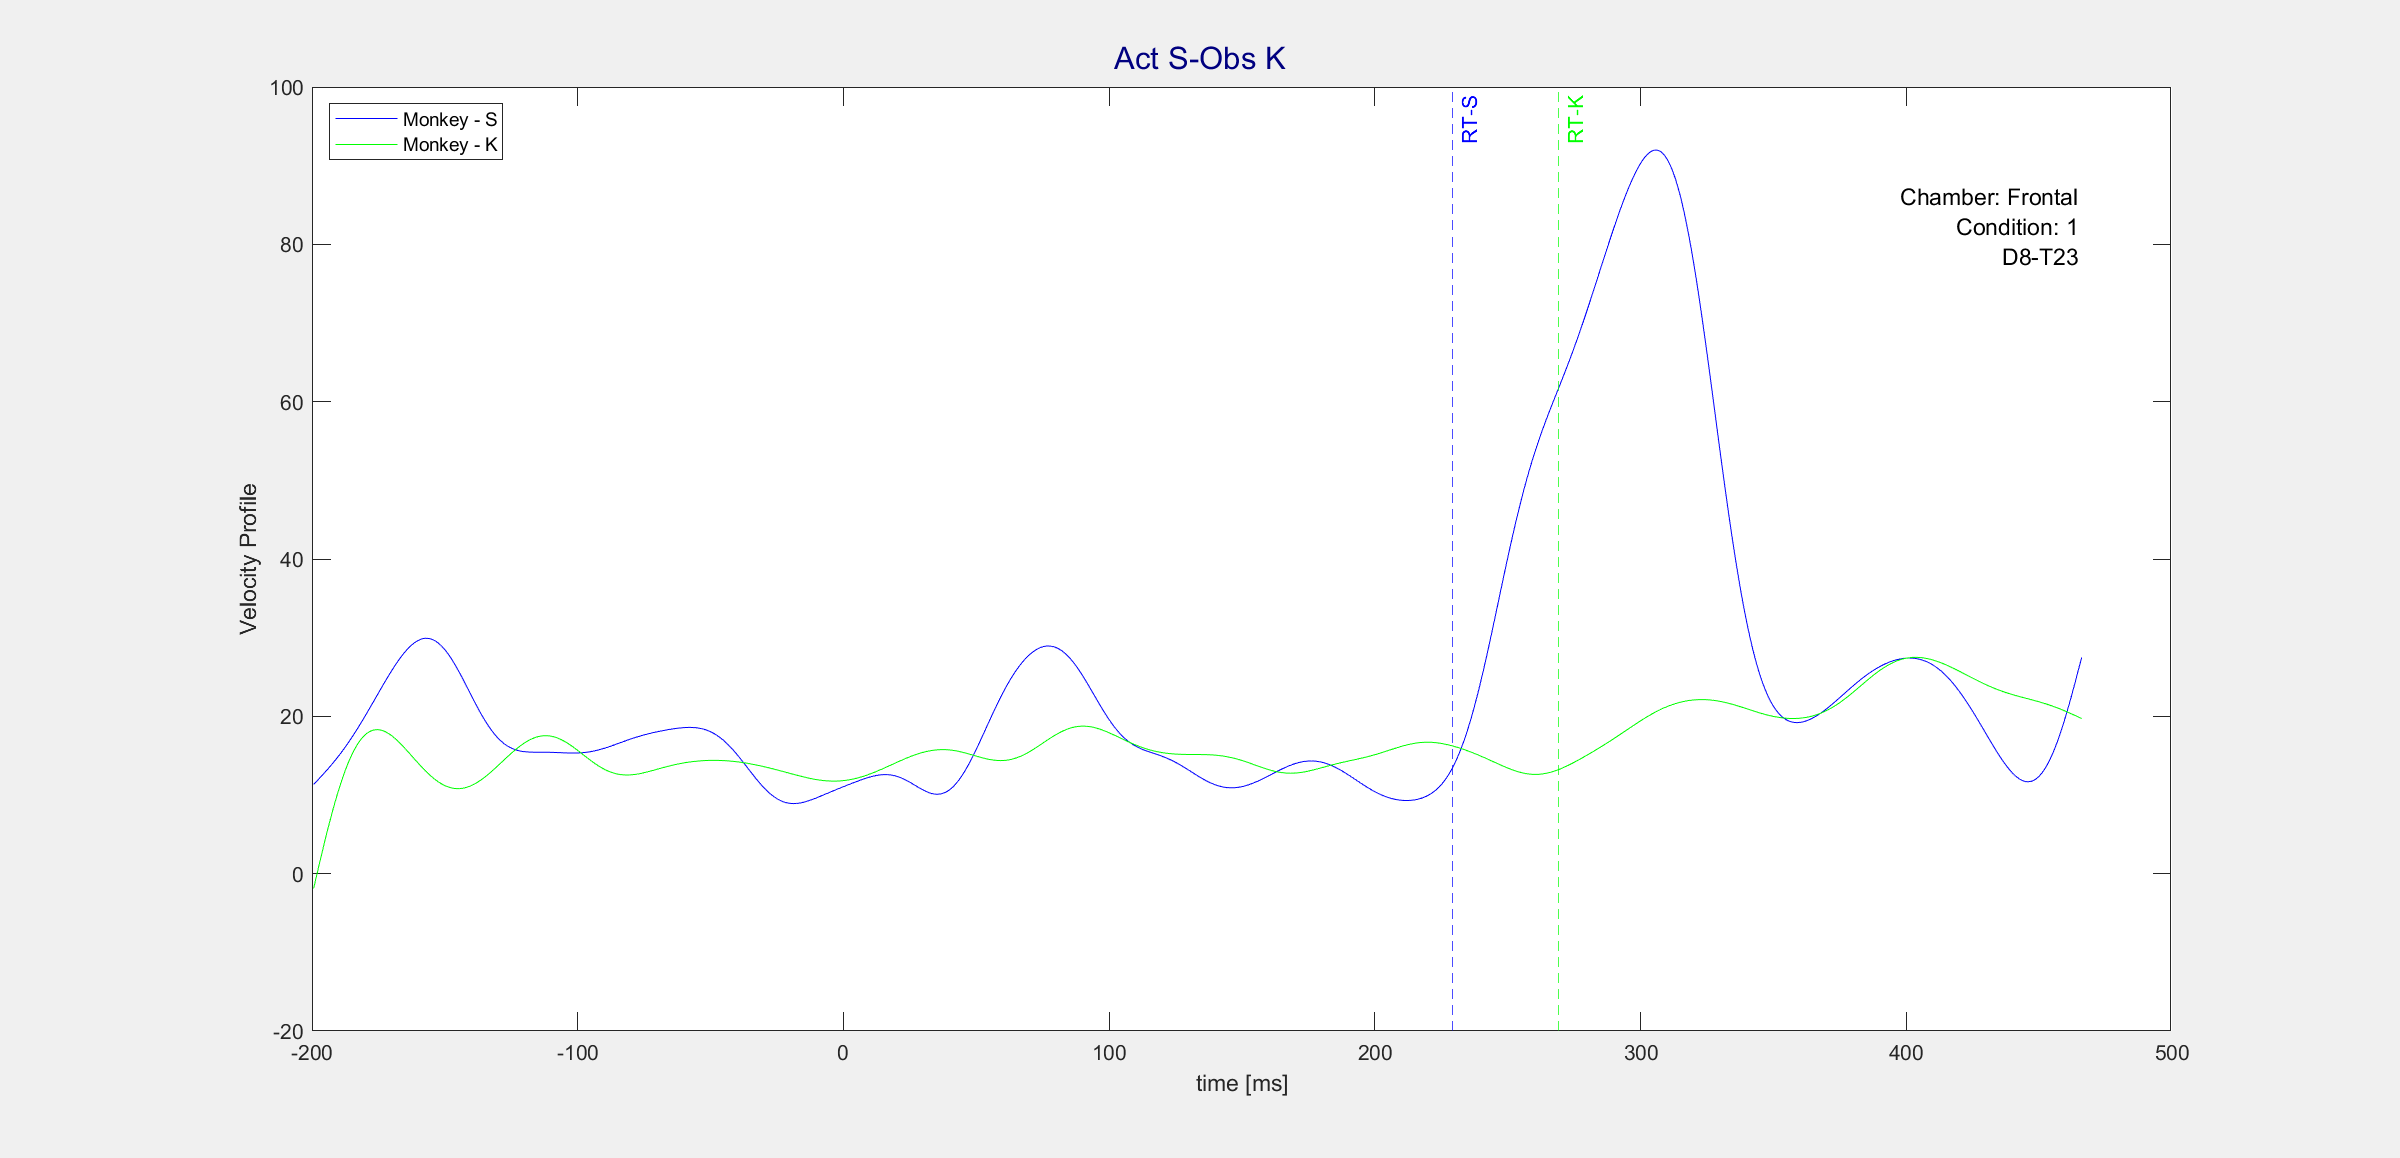 Act S-Obs K
Monkey - S
Monkey - K
RT-S
RT-K
Chamber: Frontal
Condition: 1
D8-T23
100
80
60
40
20
0
-20
Velocity Profile
-200 -100 0 100 200 300 400 500
time [ms]